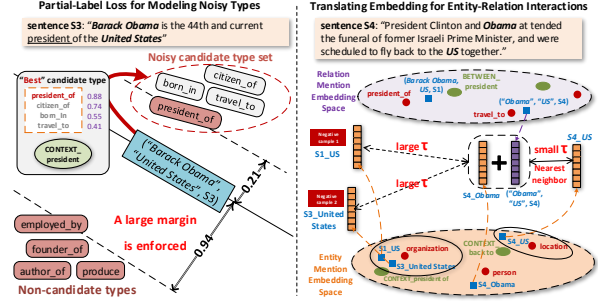 Partial-Label Loss for Modeling Noisy Types
sentence S3: “Barack Obama is the 44th and current
president of the United States”
Noisy candidate type set
“Best” candidate type
president_of 0.88
citizen_of 0.74
born_In 0.55
travel_to 0.41
CONTEXT_
president
citizen_of
born_in
travel_to
president_of
(“Barack Obama”,
“United States”, S3)
0.21
0.94
A large margin
is enforced
employed_by
founder_of
author_of
produce
Non-candidate types
Translating Embedding for Entity-Relation Interactions
sentence S4: “President Clinton and Obama at tended
the funeral of former Israeli Prime Minister, and were
scheduled to fly back to the US together.”
Relation
Mention
Embedding
Space
president_of
(Barack Obama,
US, S1)
BETWEEN_
president
travel_to
(“Obama”, “US”, S4)
Negative
sample 1
S1_US
large τ
Negative
sample 2
S3_United
States
large τ
+
S4_Obama
(“Obama”,
“US”, S4)
small τ
Nearest
neighbor
S4_US
Entity
Mention
Embedding
Space
S1_US
organization
S3_United States
CONTEXT_president of
CONTEXT
back to
S4_US
location
person
S4_Obama